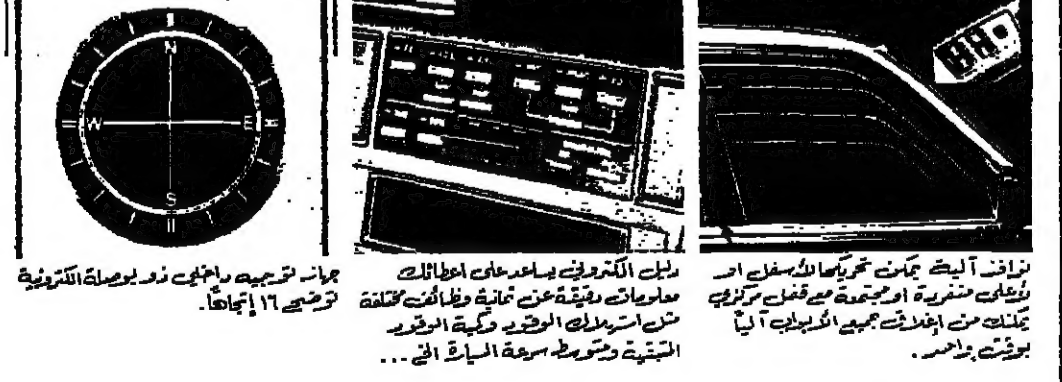 نوافذ آلية يمكن تحريكها لأسفل او
لأعلى منفردة او مجتمعة مع قفل مركزي
يمكنك من إغلاق جميع الأبواب آلياً
بوقت واحد.
دليل الكتروني يساعد على اعطائك
معلومات دقيقة عن ثمانية وظائف مختلفة
مثل استهلاك الوقود وكمية الوقود
المتبقية ومتوسط سرعة السيارة الخ ...
جهاز توجيه داخلي ذو بوصلة الكترونية
توضح ١٦ إتجاهاً.
N
W E
S